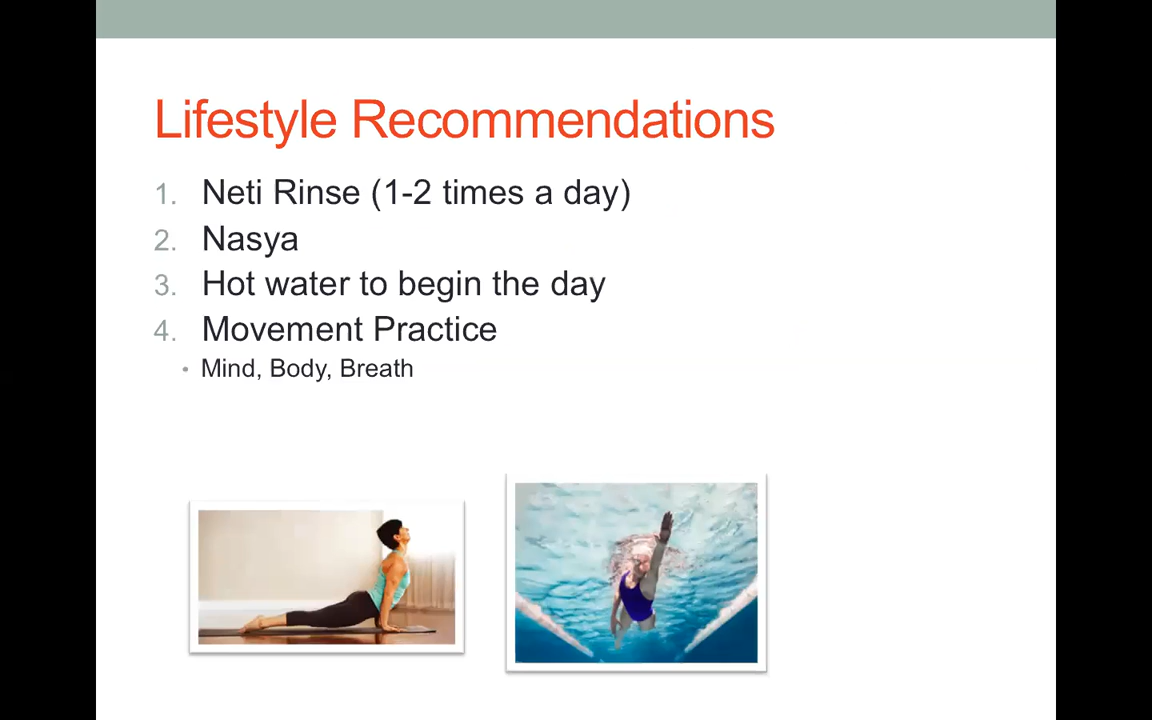 Lifestyle Recommendations
1. Neti Rinse (1-2 times a day)
2. Nasya
3. Hot water to begin the day
4. Movement Practice
• Mind, Body, Breath